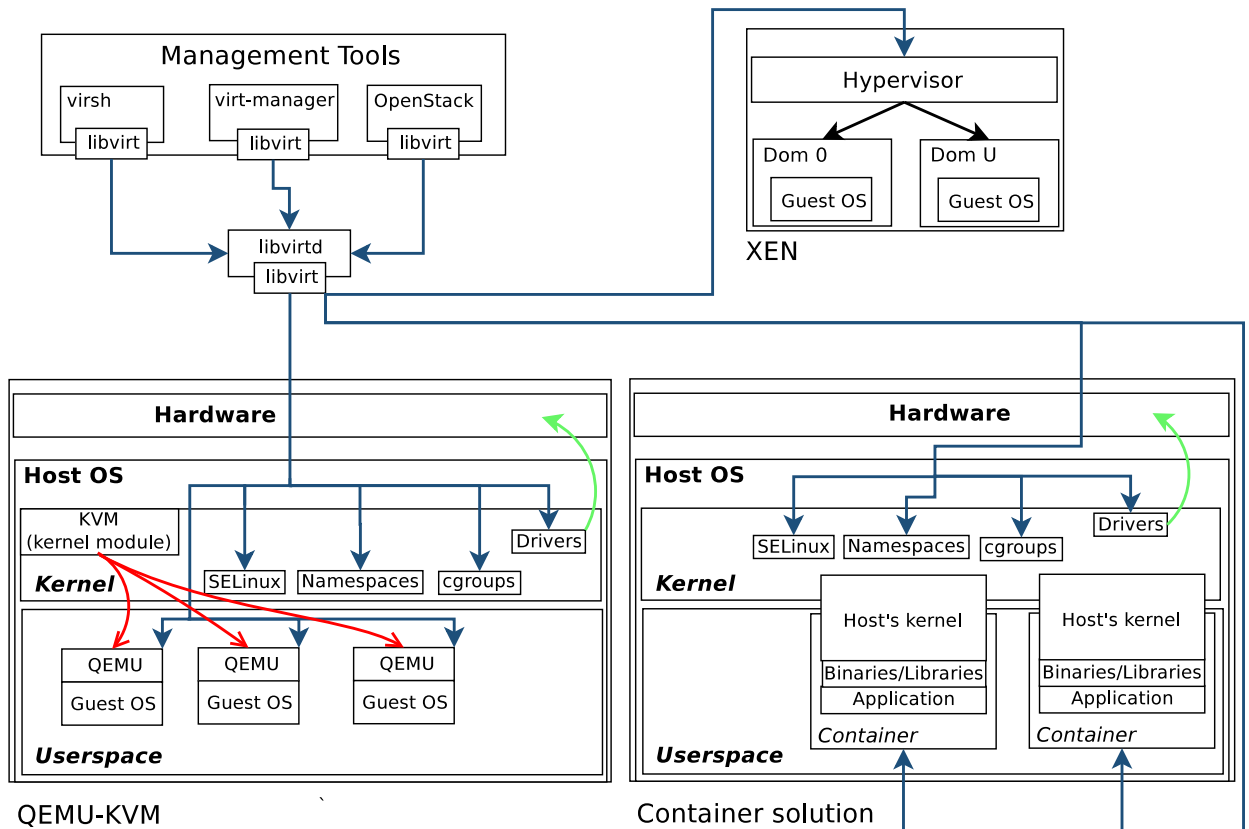 Management Tools
virsh
virt-manager
OpenStack
libvirt
libvirt
libvirt
libvirtd
libvirt
Hypervisor
Dom 0
Dom U
Guest OS
Guest OS
XEN
Hardware
Host OS
KVM
(kernel module)
Drivers
SELinux
Namespaces
cgroups
Kernel
QEMU
QEMU
QEMU
Guest OS
Guest OS
Guest OS
Userspace
QEMU-KVM
`
Hardware
Host OS
Drivers
SELinux
Namespaces
cgroups
Kernel
Host's kernel
Host's kernel
Binaries/Libraries
Binaries/Libraries
Application
Application
Container
Container
Userspace
Container solution